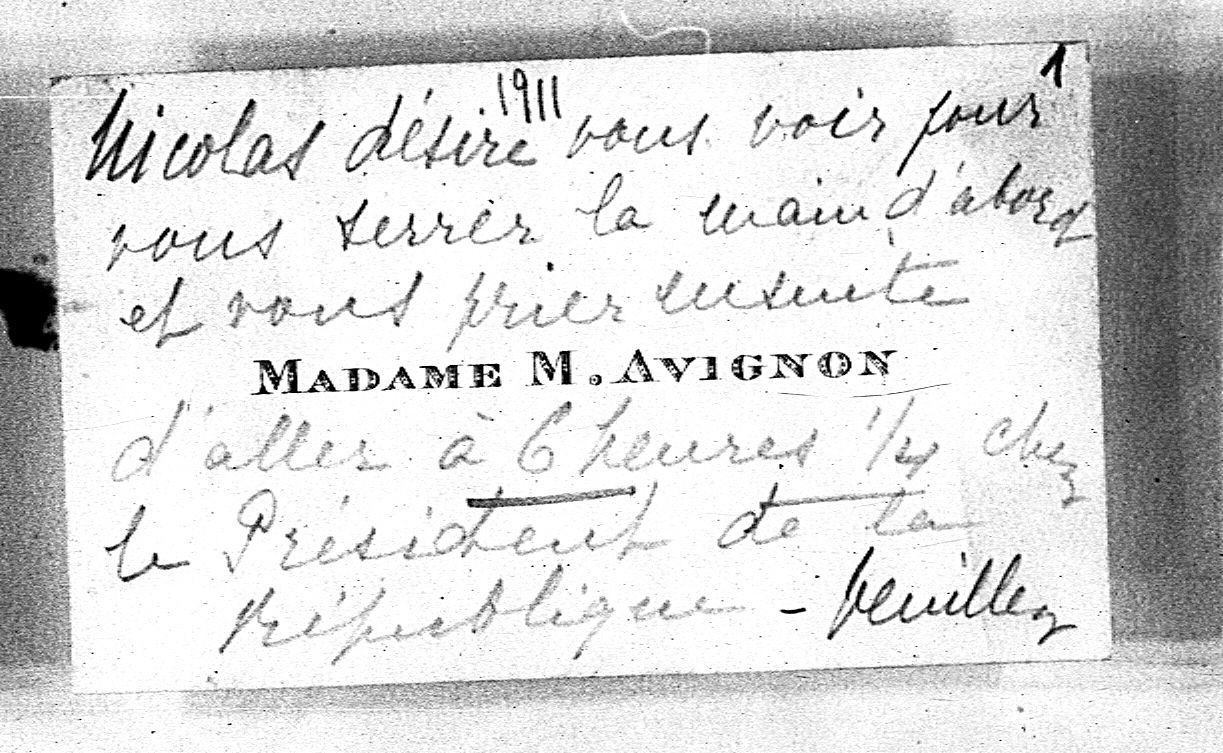 1911
1
Nicolas désire vous voir pour
vous serrer la main d'abord
et vous prier ensuite
MADAME M. AVIGNON
d'aller à 6 heures 1/4 chez
le Président de la
République - veuillez